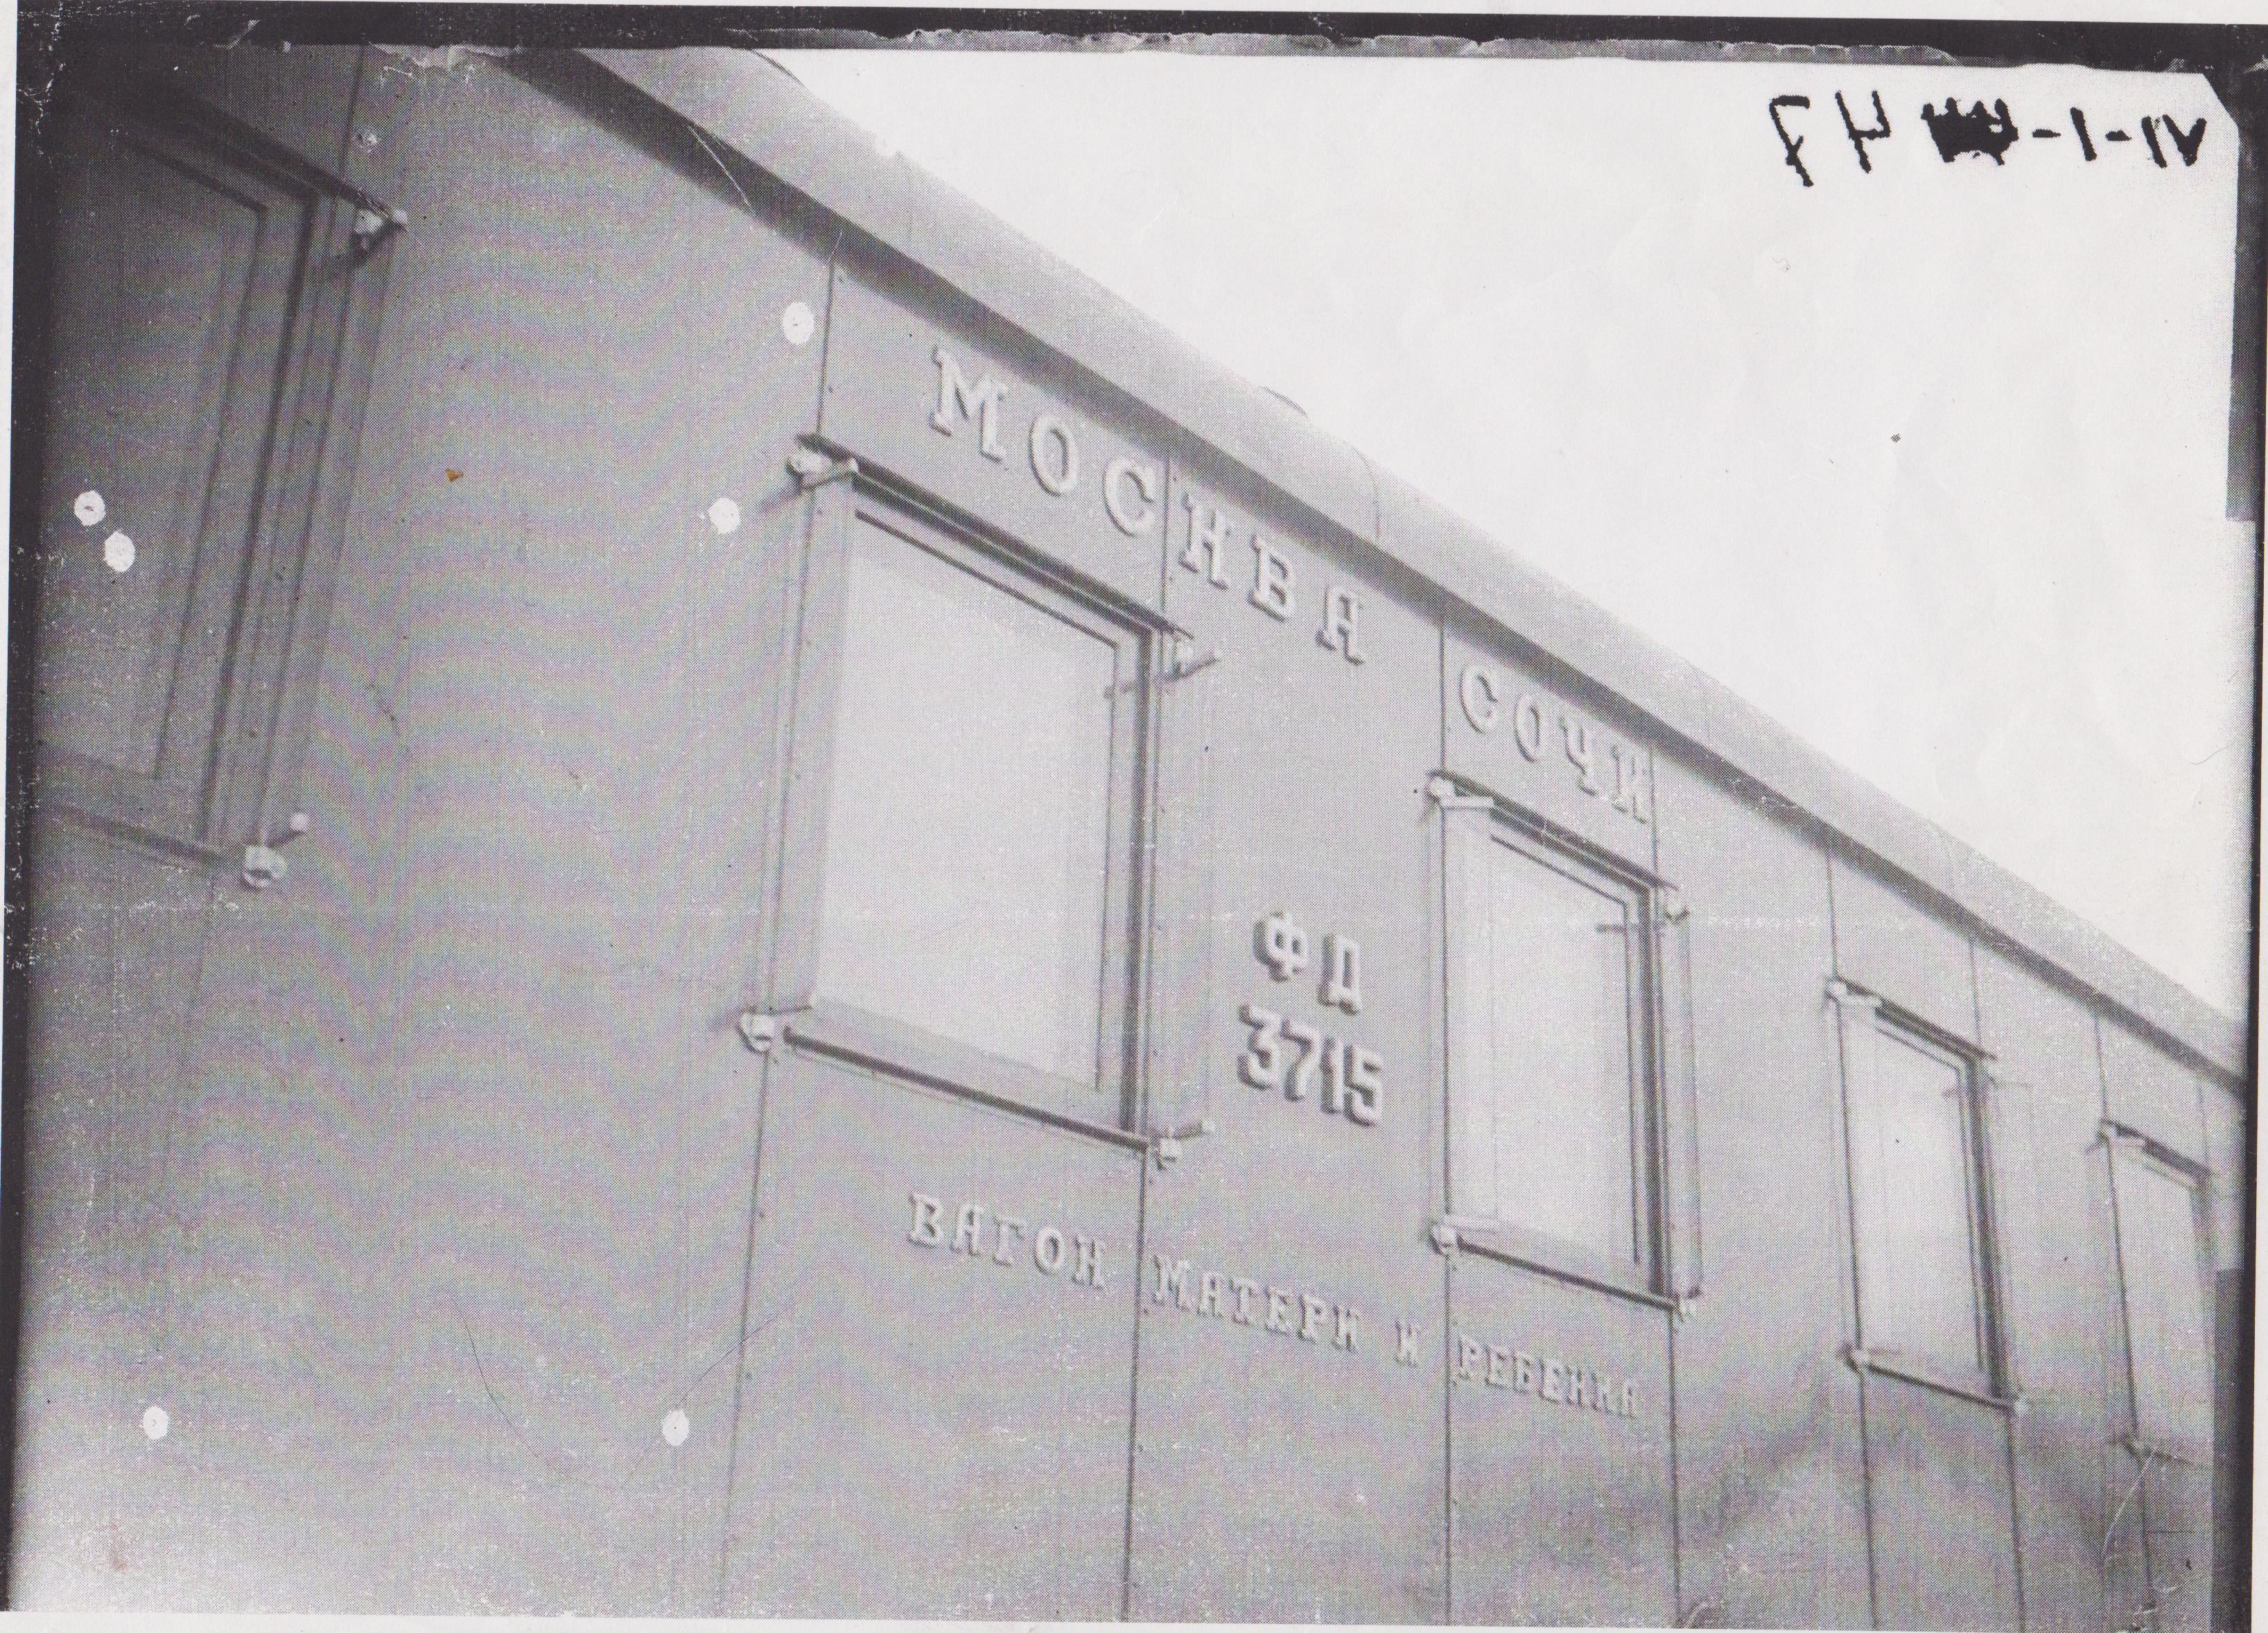 МОСКВА СОЧИ
ФД
3715
ВАГОН МАТЕРИ И РЕБЕНКА